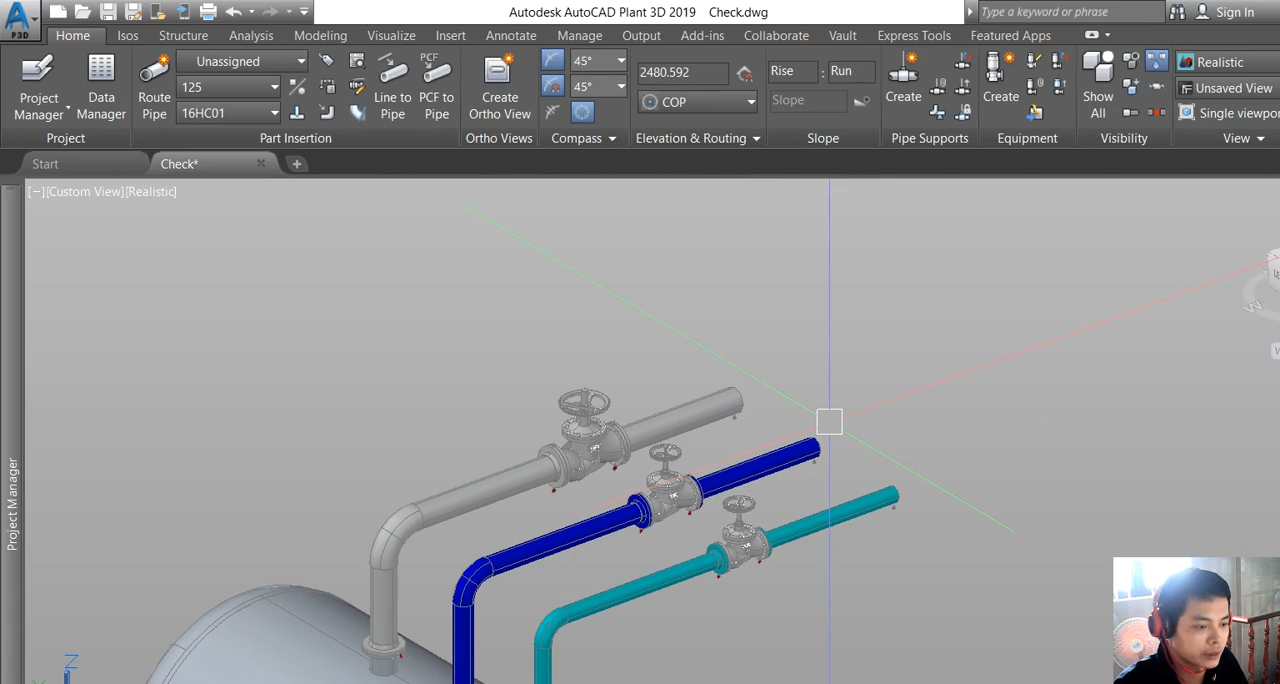 Autodesk AutoCAD Plant 3D 2019 Check.dwg
Type a keyword or phrase
Sign In
P3D
Home Isos Structure Analysis Modeling Visualize Insert Annotate Manage Output Add-ins Collaborate Vault Express Tools Featured Apps
Project Manager
Data Manager
Project
Route Pipe
Unassigned
125
16HC01
Line to Pipe
PCF
PCF to Pipe
Part Insertion
Create Ortho View
Ortho Views
45°
45°
Compass
2480.592
COP
Elevation & Routing
Rise : Run
Slope
Slope
Create
Pipe Supports
Create
Equipment
Show All
Visibility
Realistic
Unsaved View
Single viewpor
View
Start
Check*
[−][Custom View][Realistic]
Project Manager
W
Z